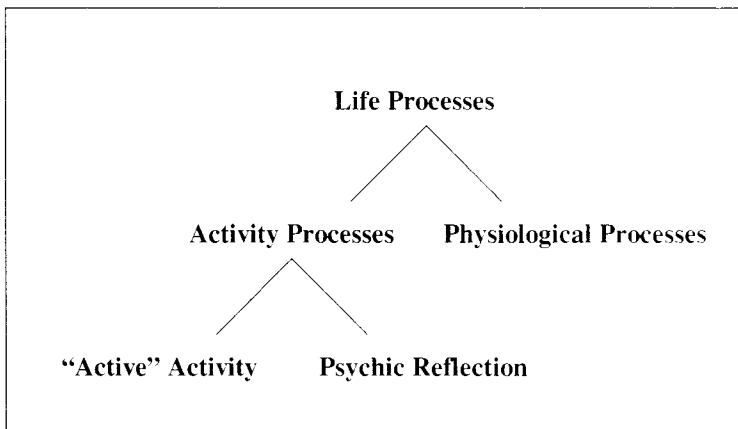 Life Processes
Activity Processes Physiological Processes
“Active” Activity Psychic Reflection